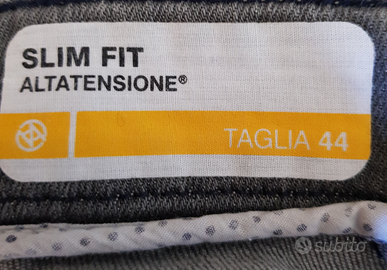 SLIM FIT
ALTATENSIONE®
TAGLIA 44
subito